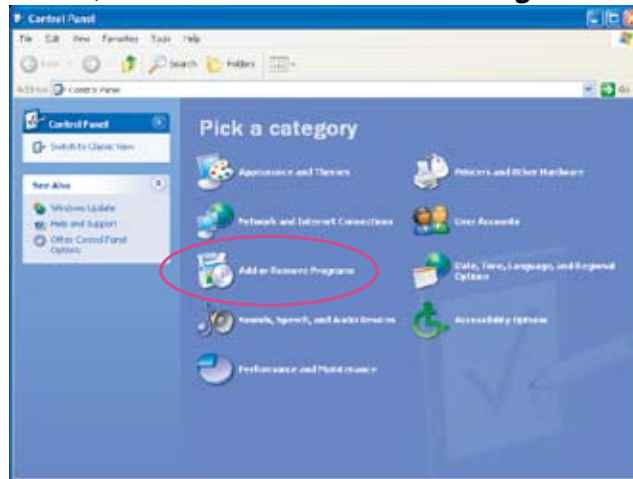 Control Panel
File Edit View Favorites Tools Help
Search Folders
Address Control Panel Go
Control Panel
Switch to Classic View
See Also
Windows Update
Help and Support
Other Control Panel
Options
Pick a category
Appearance and Themes
Printers and Other Hardware
Network and Internet Connections
User Accounts
Add or Remove Programs
Date, Time, Language, and Regional
Options
Sounds, Speech, and Audio Devices
Accessibility Options
Performance and Maintenance